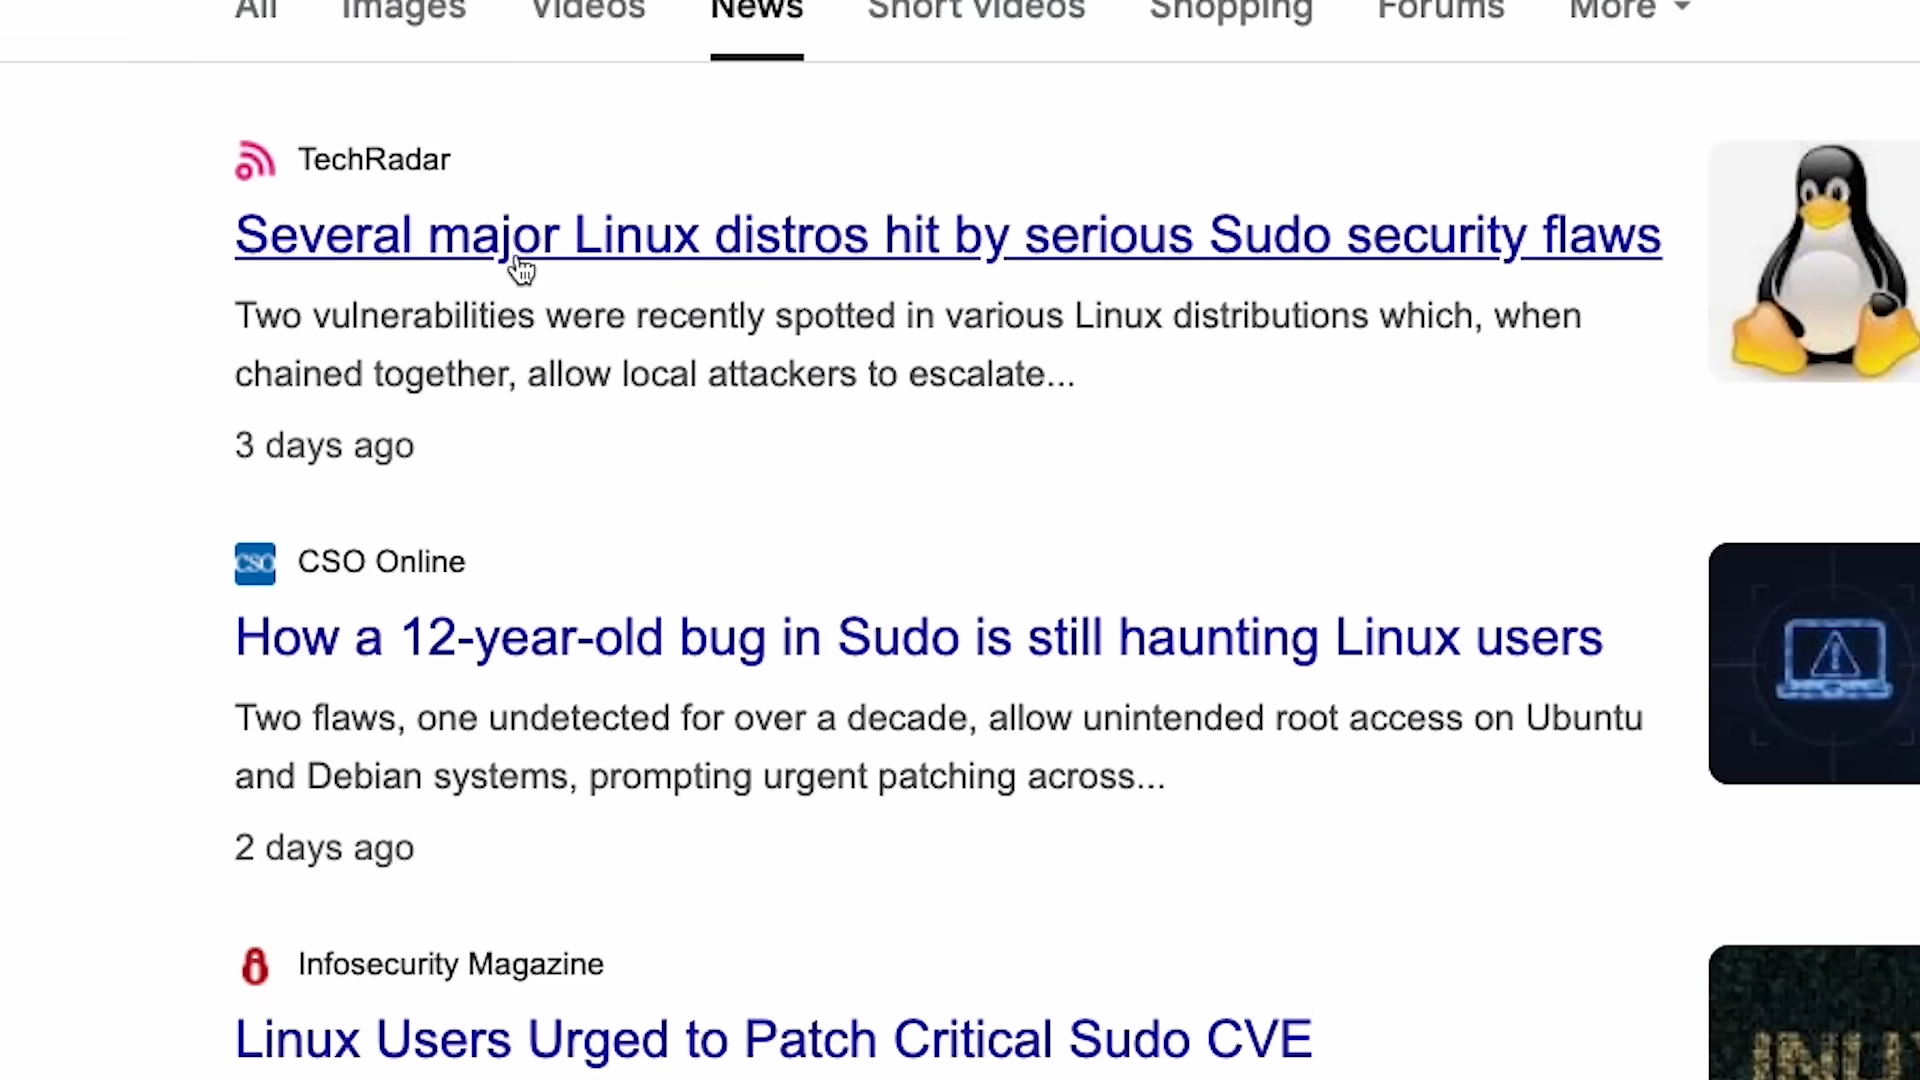 All Images Videos News Short videos Shopping Forums More
TechRadar
Several major Linux distros hit by serious Sudo security flaws
Two vulnerabilities were recently spotted in various Linux distributions which, when
chained together, allow local attackers to escalate...
3 days ago
CSO
CSO Online
How a 12-year-old bug in Sudo is still haunting Linux users
Two flaws, one undetected for over a decade, allow unintended root access on Ubuntu
and Debian systems, prompting urgent patching across...
2 days ago
Infosecurity Magazine
Linux Users Urged to Patch Critical Sudo CVE